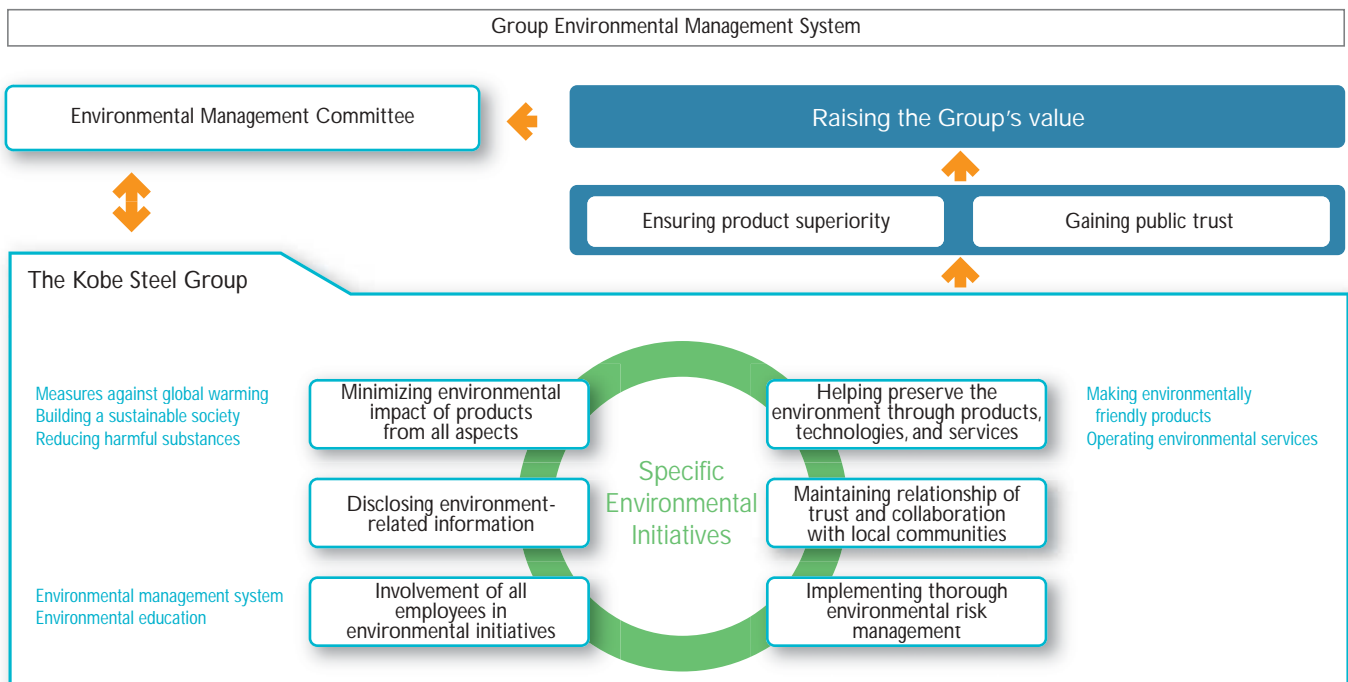 Group Environmental Management System
Environmental Management Committee
Raising the Group's value
Ensuring product superiority
Gaining public trust
The Kobe Steel Group
Measures against global warming
Building a sustainable society
Reducing harmful substances
Minimizing environmental
impact of products
from all aspects
Helping preserve the
environment through products,
technologies, and services
Making environmentally
friendly products
Operating environmental services
Disclosing environment-
related information
Specific
Environmental
Initiatives
Maintaining relationship of
trust and collaboration
with local communities
Environmental management system
Environmental education
Involvement of all
employees in
environmental initiatives
Implementing thorough
environmental risk
management